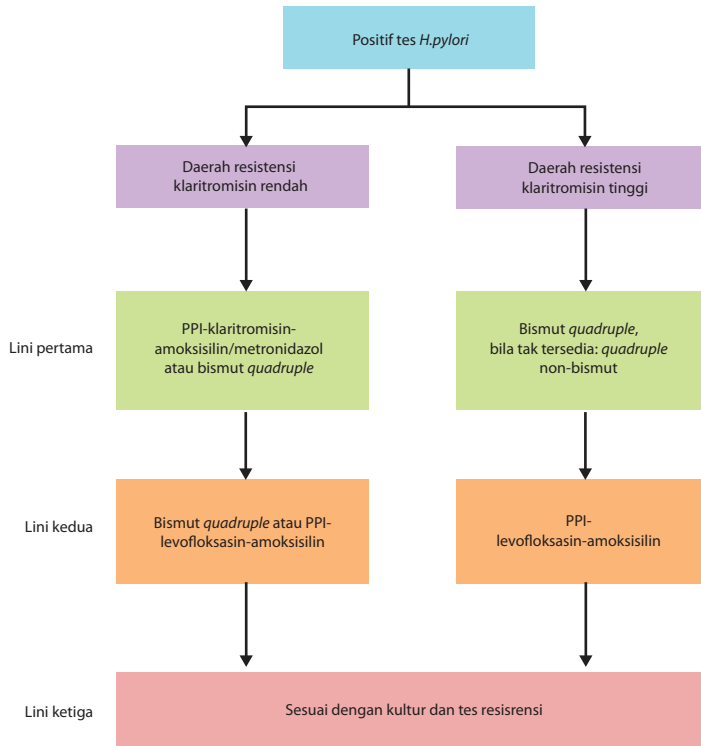 Positif tes H.pylori
Daerah resistensi
klaritromisin rendah
Daerah resistensi
klaritromisin tinggi
Lini pertama
PPI-klaritromisin-
amoksisilin/metronidazol
atau bismut quadruple
Bismut quadruple,
bila tak tersedia: quadruple
non-bismut
Lini kedua
Bismut quadruple atau PPI-
levofloksasin-amoksisilin
PPI-
levofloksasin-amoksisilin
Lini ketiga
Sesuai dengan kultur dan tes resisrensi